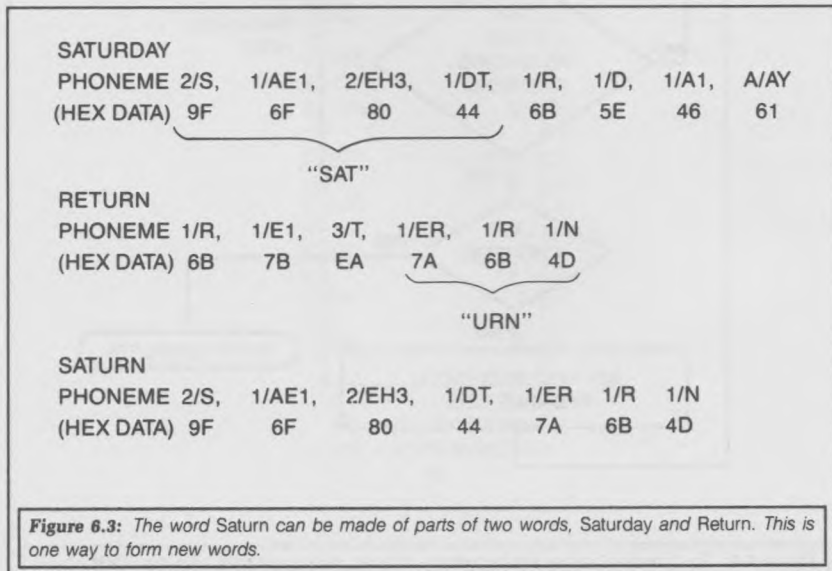 SATURDAY
PHONEME 2/S, 1/AE1, 2/EH3, 1/DT, 1/R, 1/D, 1/A1, A/AY
(HEX DATA) 9F 6F 80 44 6B 5E 46 61
“SAT”
RETURN
PHONEME 1/R, 1/E1, 3/T, 1/ER, 1/R 1/N
(HEX DATA) 6B 7B EA 7A 6B 4D
“URN”
SATURN
PHONEME 2/S, 1/AE1, 2/EH3, 1/DT, 1/ER 1/R 1/N
(HEX DATA) 9F 6F 80 44 7A 6B 4D
Figure 6.3: The word Saturn can be made of parts of two words, Saturday and Return. This is
one way to form new words.